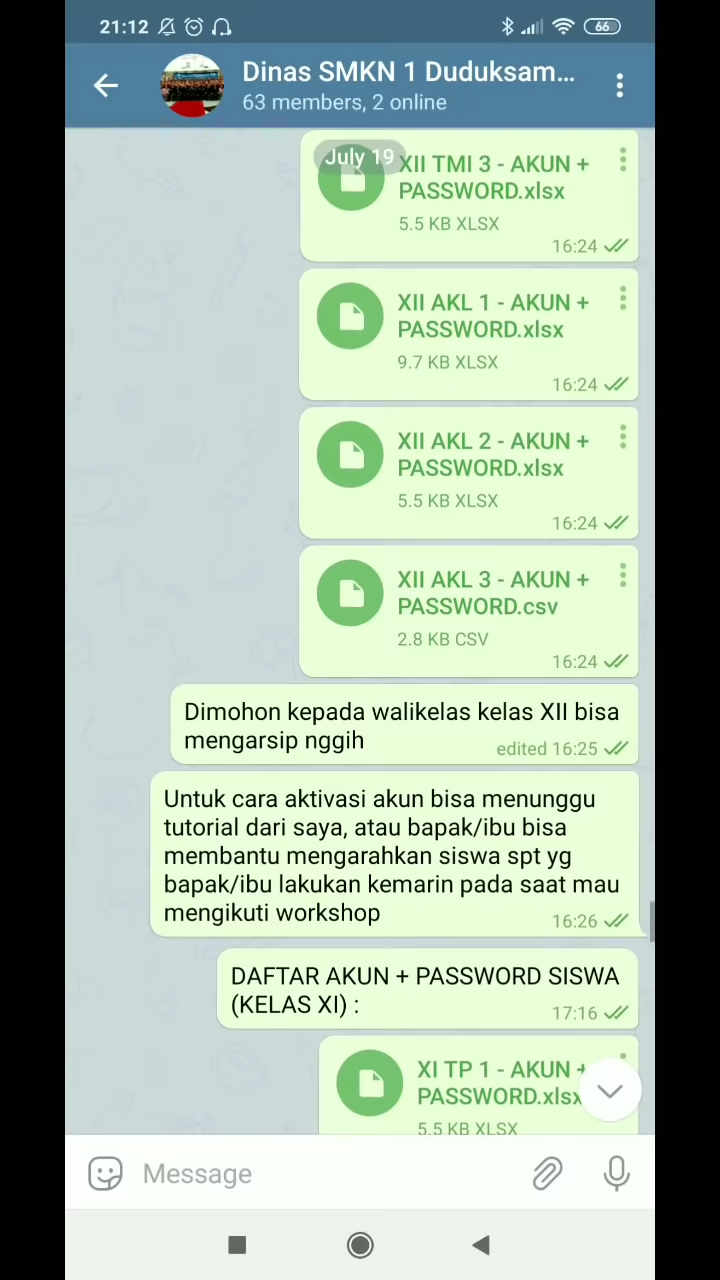 21:12
66
Dinas SMKN 1 Duduksam...
63 members, 2 online
July 19
XII TMI 3 - AKUN +
PASSWORD.xlsx
5.5 KB XLSX
16:24
XII AKL 1 - AKUN +
PASSWORD.xlsx
9.7 KB XLSX
16:24
XII AKL 2 - AKUN +
PASSWORD.xlsx
5.5 KB XLSX
16:24
XII AKL 3 - AKUN +
PASSWORD.csv
2.8 KB CSV
16:24
Dimohon kepada walikelas kelas XII bisa
mengarsip nggih
edited 16:25
Untuk cara aktivasi akun bisa menunggu
tutorial dari saya, atau bapak/ibu bisa
membantu mengarahkan siswa spt yg
bapak/ibu lakukan kemarin pada saat mau
mengikuti workshop
16:26
DAFTAR AKUN + PASSWORD SISWA
(KELAS XI) :
17:16
XI TP 1 - AKUN +
PASSWORD.xlsx
5.5 KB XLSX
Message